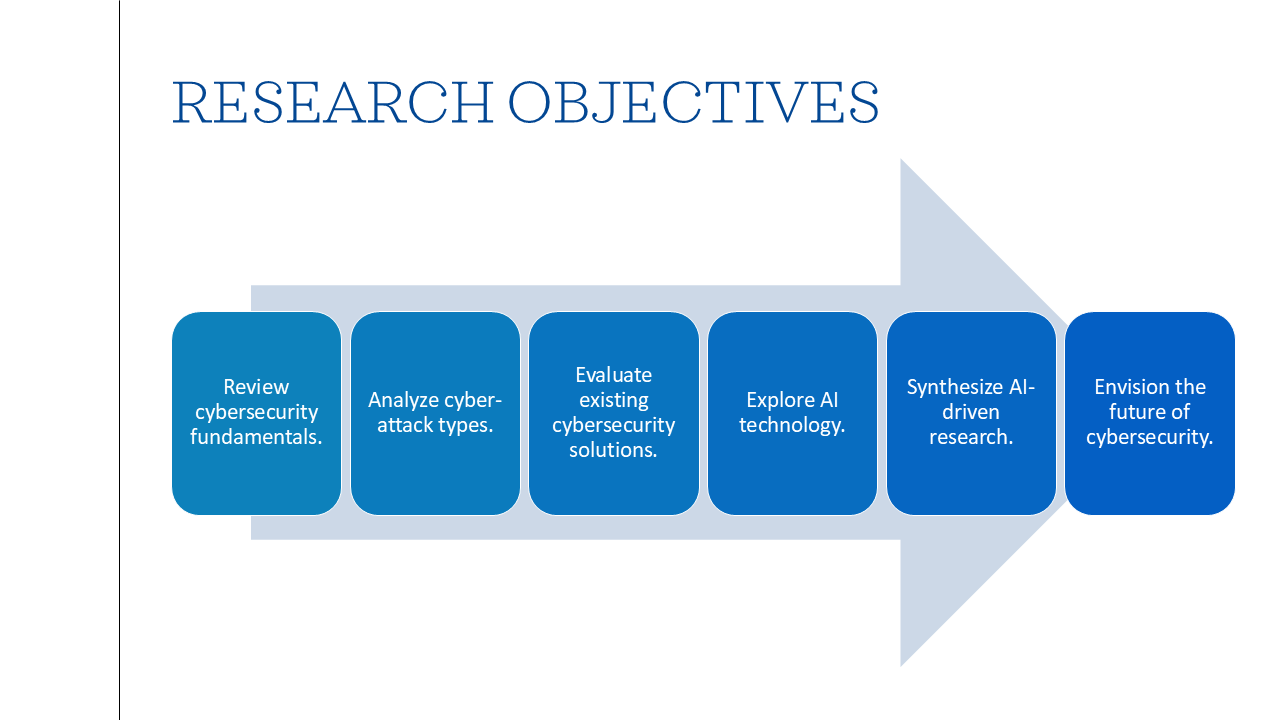 RESEARCH OBJECTIVES
Review
cybersecurity
fundamentals.
Analyze cyber-
attack types.
Evaluate
existing
cybersecurity
solutions.
Explore AI
technology.
Synthesize AI-
driven
research.
Envision the
future of
cybersecurity.